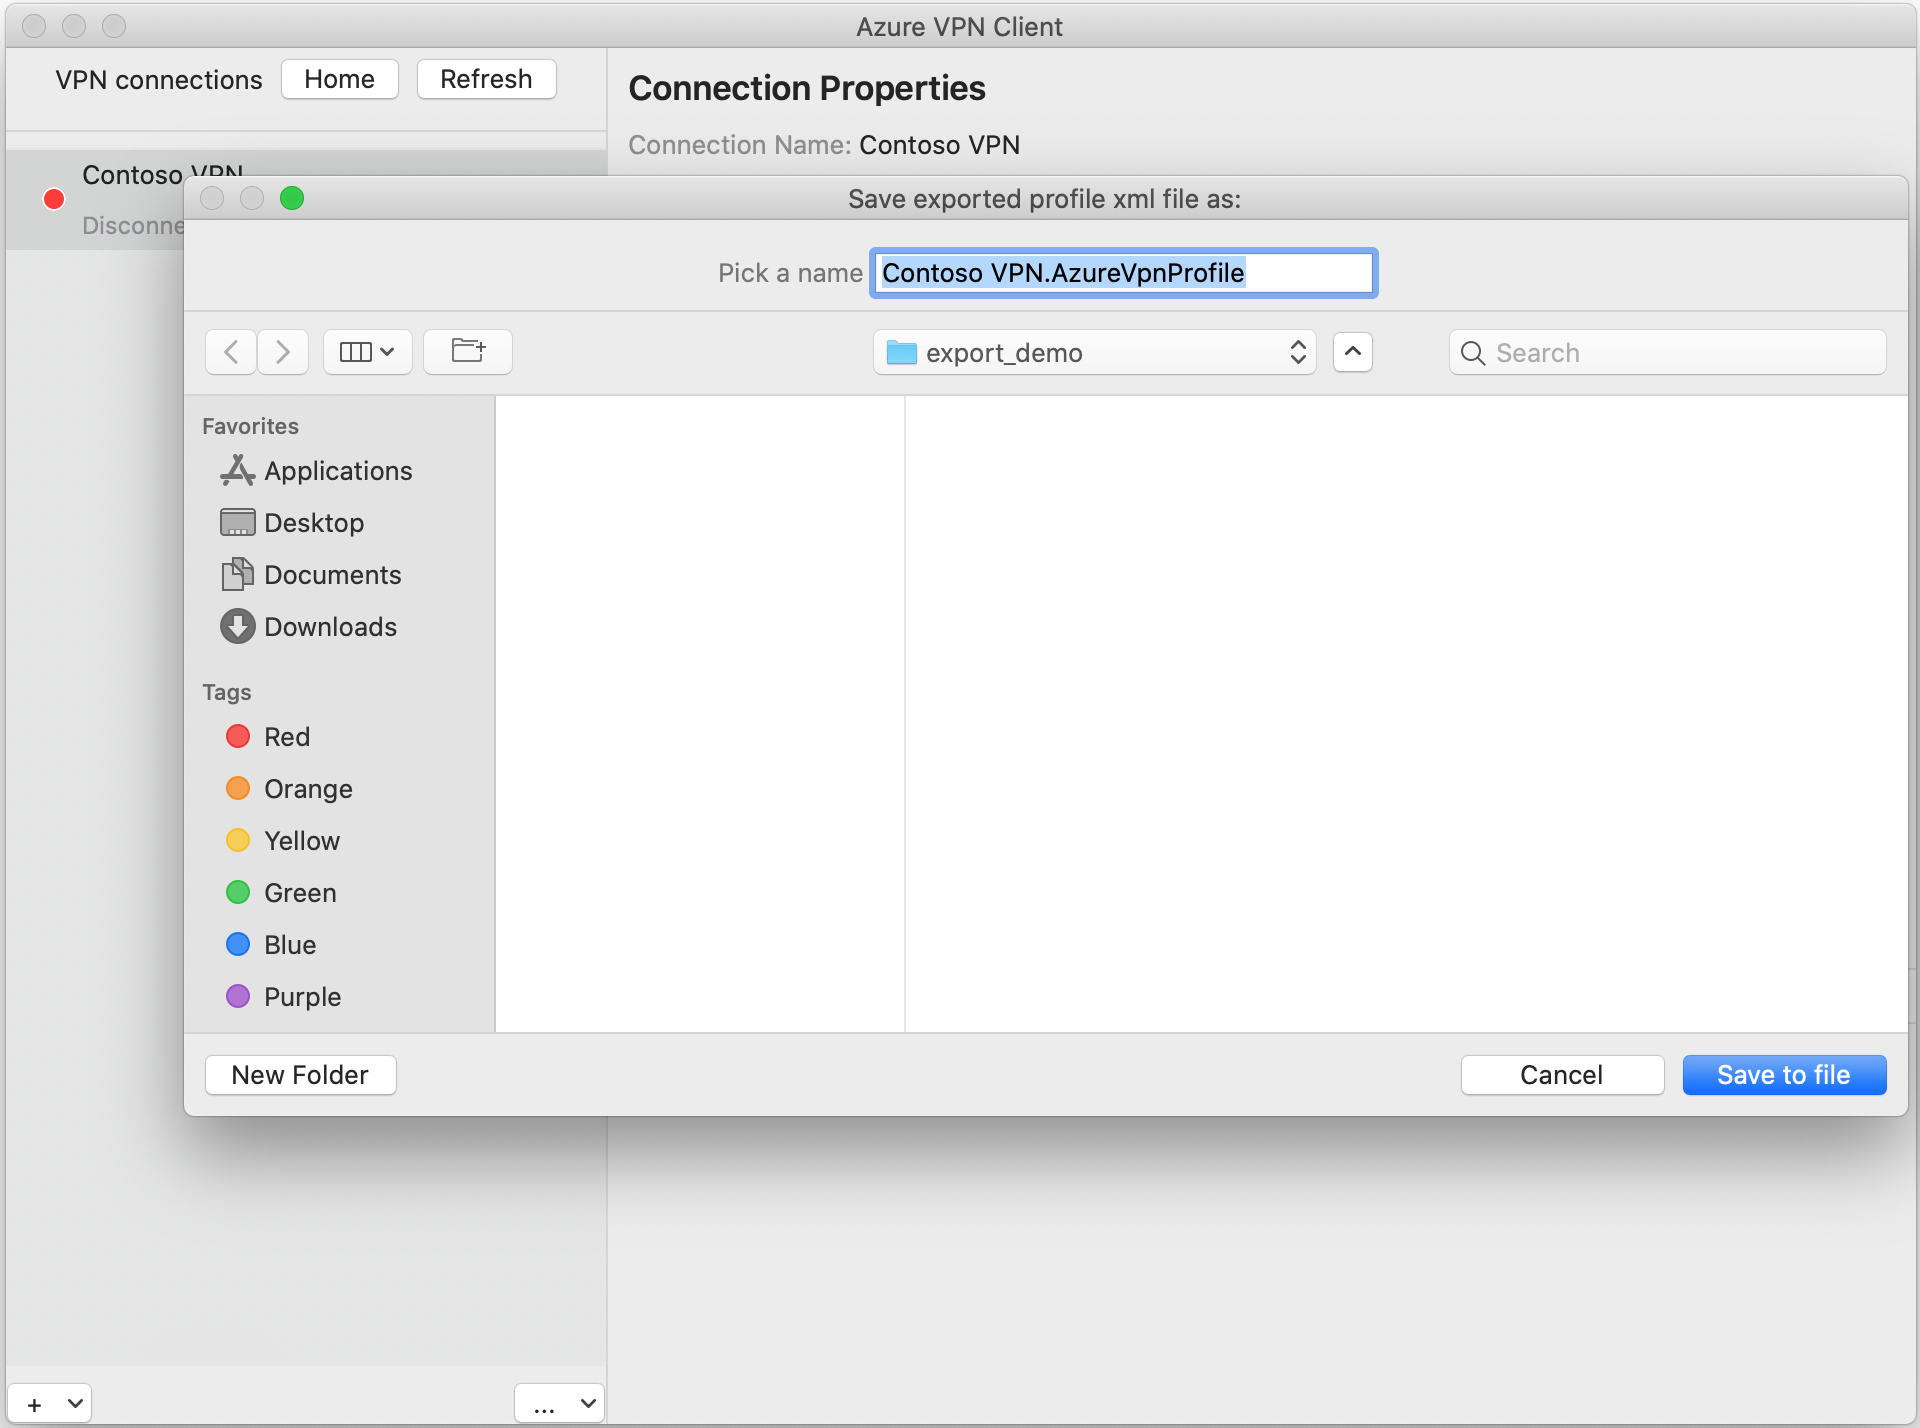 Azure VPN Client
VPN connections
Home
Refresh
Connection Properties
Connection Name: Contoso VPN
Contoso VPN
Save exported profile xml file as:
Pick a name
Contoso VPN.AzureVpnProfile
export_demo
Search
Favorites
Applications
Desktop
Documents
Downloads
Tags
Red
Orange
Yellow
Green
Blue
Purple
New Folder
Cancel
Save to file
+
...